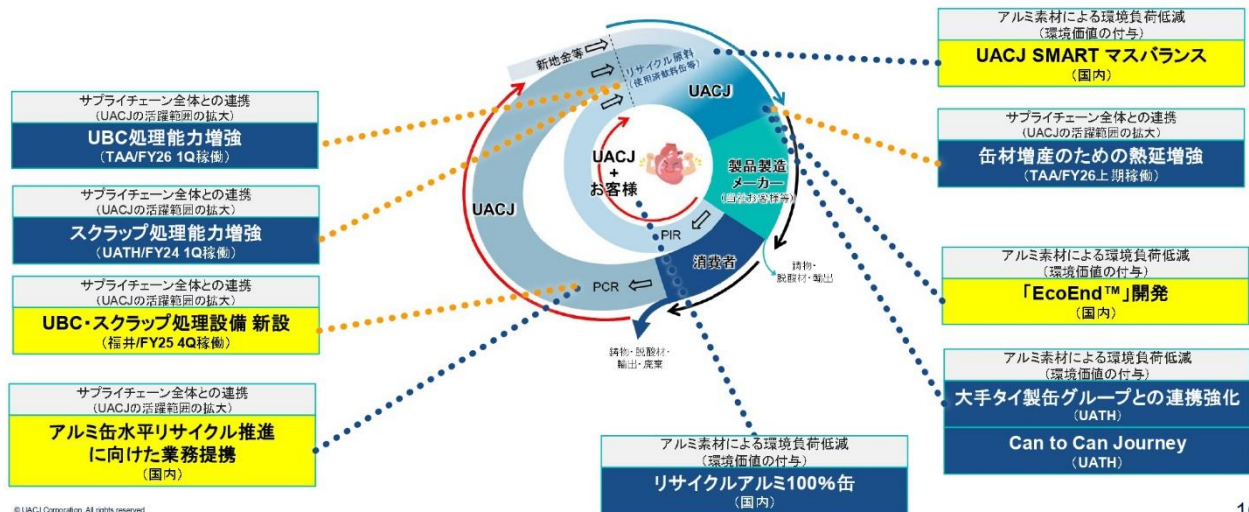 サプライチェーン全体との連携
(UACJの活躍範囲の拡大)
UBC処理能力増強
(TAA/FY26 1Q稼働)
サプライチェーン全体との連携
(UACJの活躍範囲の拡大)
スクラップ処理能力増強
(UATH/FY24 1Q稼働)
サプライチェーン全体との連携
(UACJの活躍範囲の拡大)
UBC・スクラップ処理設備 新設
(福井/FY25 4Q稼働)
サプライチェーン全体との連携
(UACJの活躍範囲の拡大)
アルミ缶水平リサイクル推進
に向けた業務提携
(国内)
新地金等
リサイクル原料
(使用済飲料缶等)
UACJ
UACJ
+
お客様
製品製造
メーカー
(当社お客様等)
UACJ
PIR
消費者
PCR
鋳物・
脱酸材・輸出
鋳物・脱酸材・
輸出・廃棄
アルミ素材による環境負荷低減
(環境価値の付与)
リサイクルアルミ100%缶
(国内)
アルミ素材による環境負荷低減
(環境価値の付与)
UACJ SMART マスバランス
(国内)
サプライチェーン全体との連携
(UACJの活躍範囲の拡大)
缶材増産のための熱延増強
(TAA/FY26上期稼働)
アルミ素材による環境負荷低減
(環境価値の付与)
「EcoEnd™」開発
(国内)
アルミ素材による環境負荷低減
(環境価値の付与)
大手タイ製缶グループとの連携強化
(UATH)
Can to Can Journey
(UATH)
© UACJ Corporation. All rights reserved.